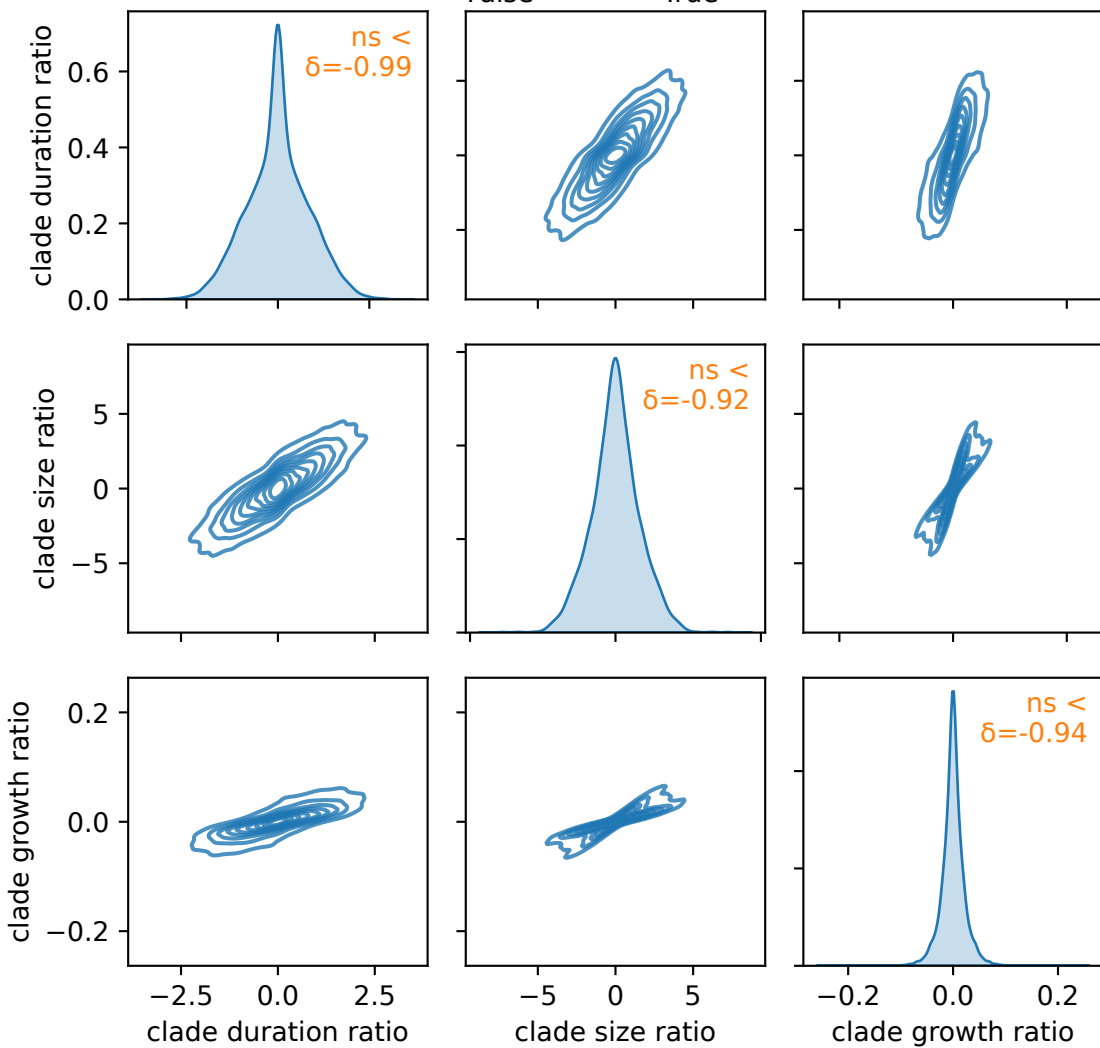 clade duration ratio
0.6
0.4
0.2
0.0
ns <
δ=-0.99
clade size ratio
5
0
−5
ns <
δ=-0.92
clade growth ratio
0.2
0.0
−0.2
ns <
δ=-0.94
−2.5 0.0 2.5
−5 0 5
−0.2 0.0 0.2
clade duration ratio
clade size ratio
clade growth ratio